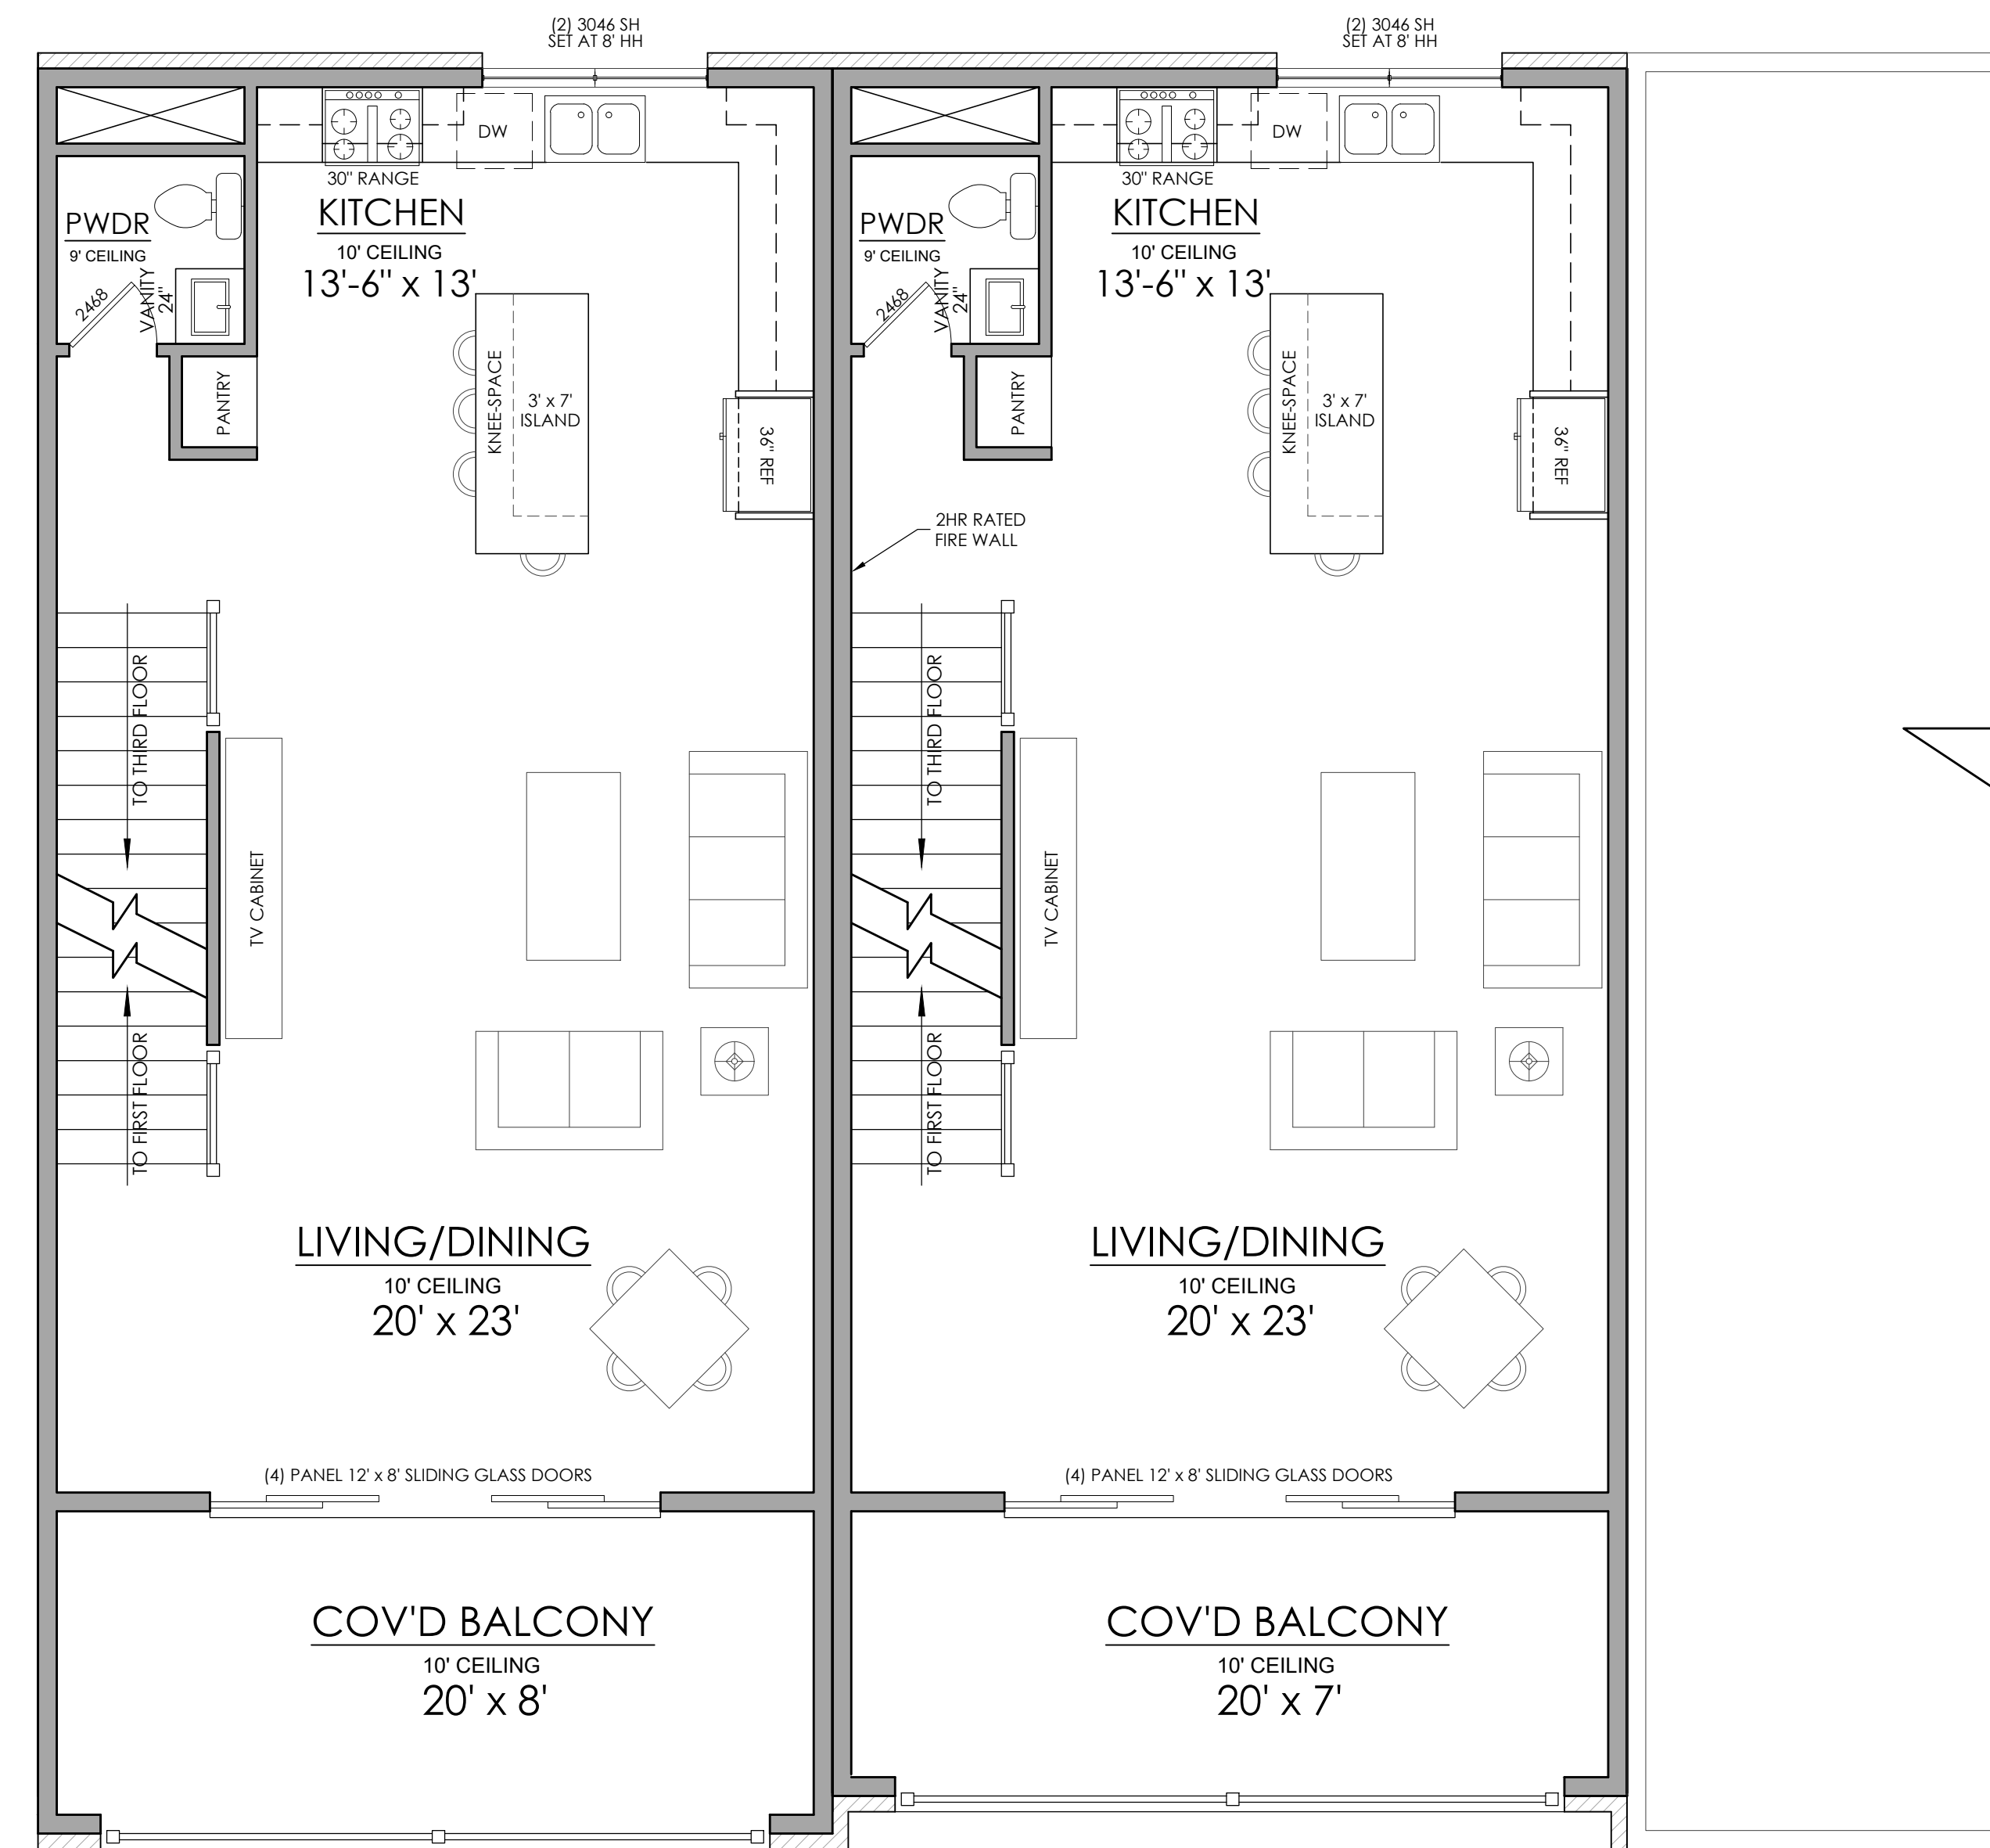 (2) 3046 SH
SET AT 8' HH
DW
30" RANGE
KITCHEN
10' CEILING
13'-6" x 13'
PWDR
9' CEILING
2468
VANITY
24"
PANTRY
KNEE-SPACE
3' x 7'
ISLAND
36" REF
TO THIRD FLOOR
TV CABINET
TO FIRST FLOOR
LIVING/DINING
10' CEILING
20' x 23'
(4) PANEL 12' x 8' SLIDING GLASS DOORS
COV'D BALCONY
10' CEILING
20' x 8'
(2) 3046 SH
SET AT 8' HH
DW
30" RANGE
KITCHEN
10' CEILING
13'-6" x 13'
PWDR
9' CEILING
2468
VANITY
24"
PANTRY
KNEE-SPACE
3' x 7'
ISLAND
36" REF
2HR RATED
FIRE WALL
TO THIRD FLOOR
TV CABINET
TO FIRST FLOOR
LIVING/DINING
10' CEILING
20' x 23'
(4) PANEL 12' x 8' SLIDING GLASS DOORS
COV'D BALCONY
10' CEILING
20' x 7'